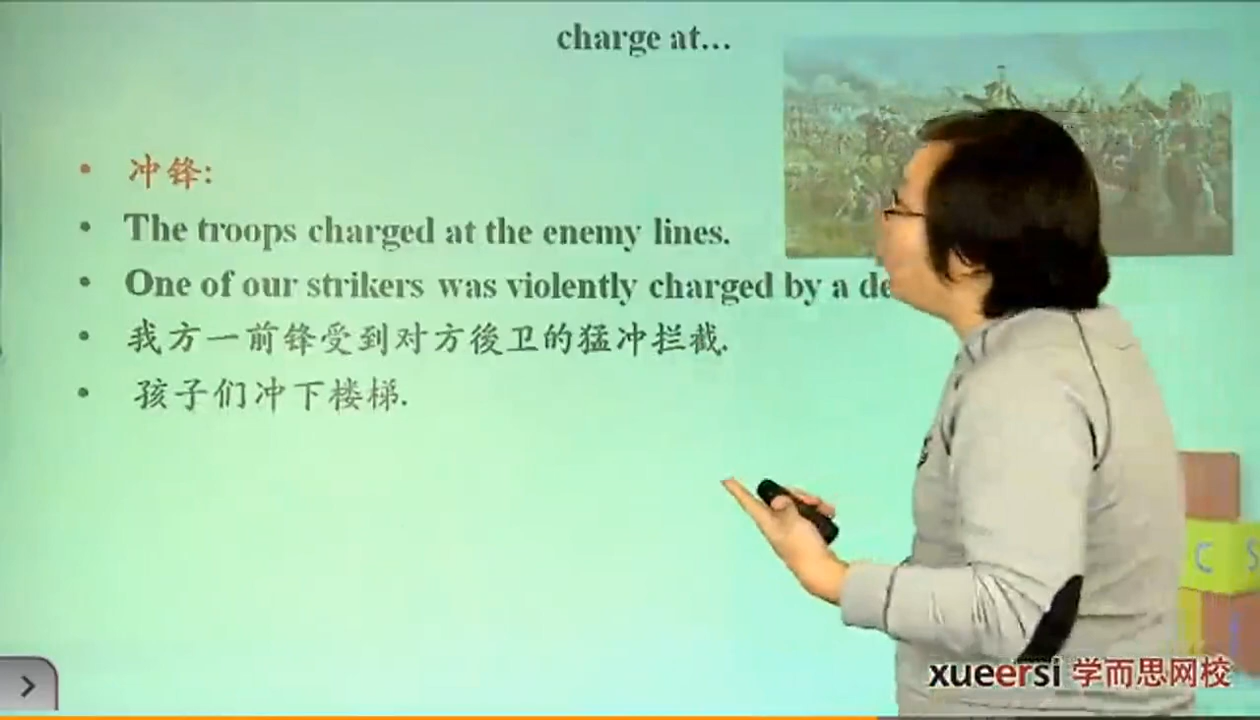 charge at…
冲锋:
The troops charged at the enemy lines.
One of our strikers was violently charged by a
我方一前锋受到对方後卫的猛冲拦截.
孩子们冲下楼梯.
C S
xueersi 学而思网校